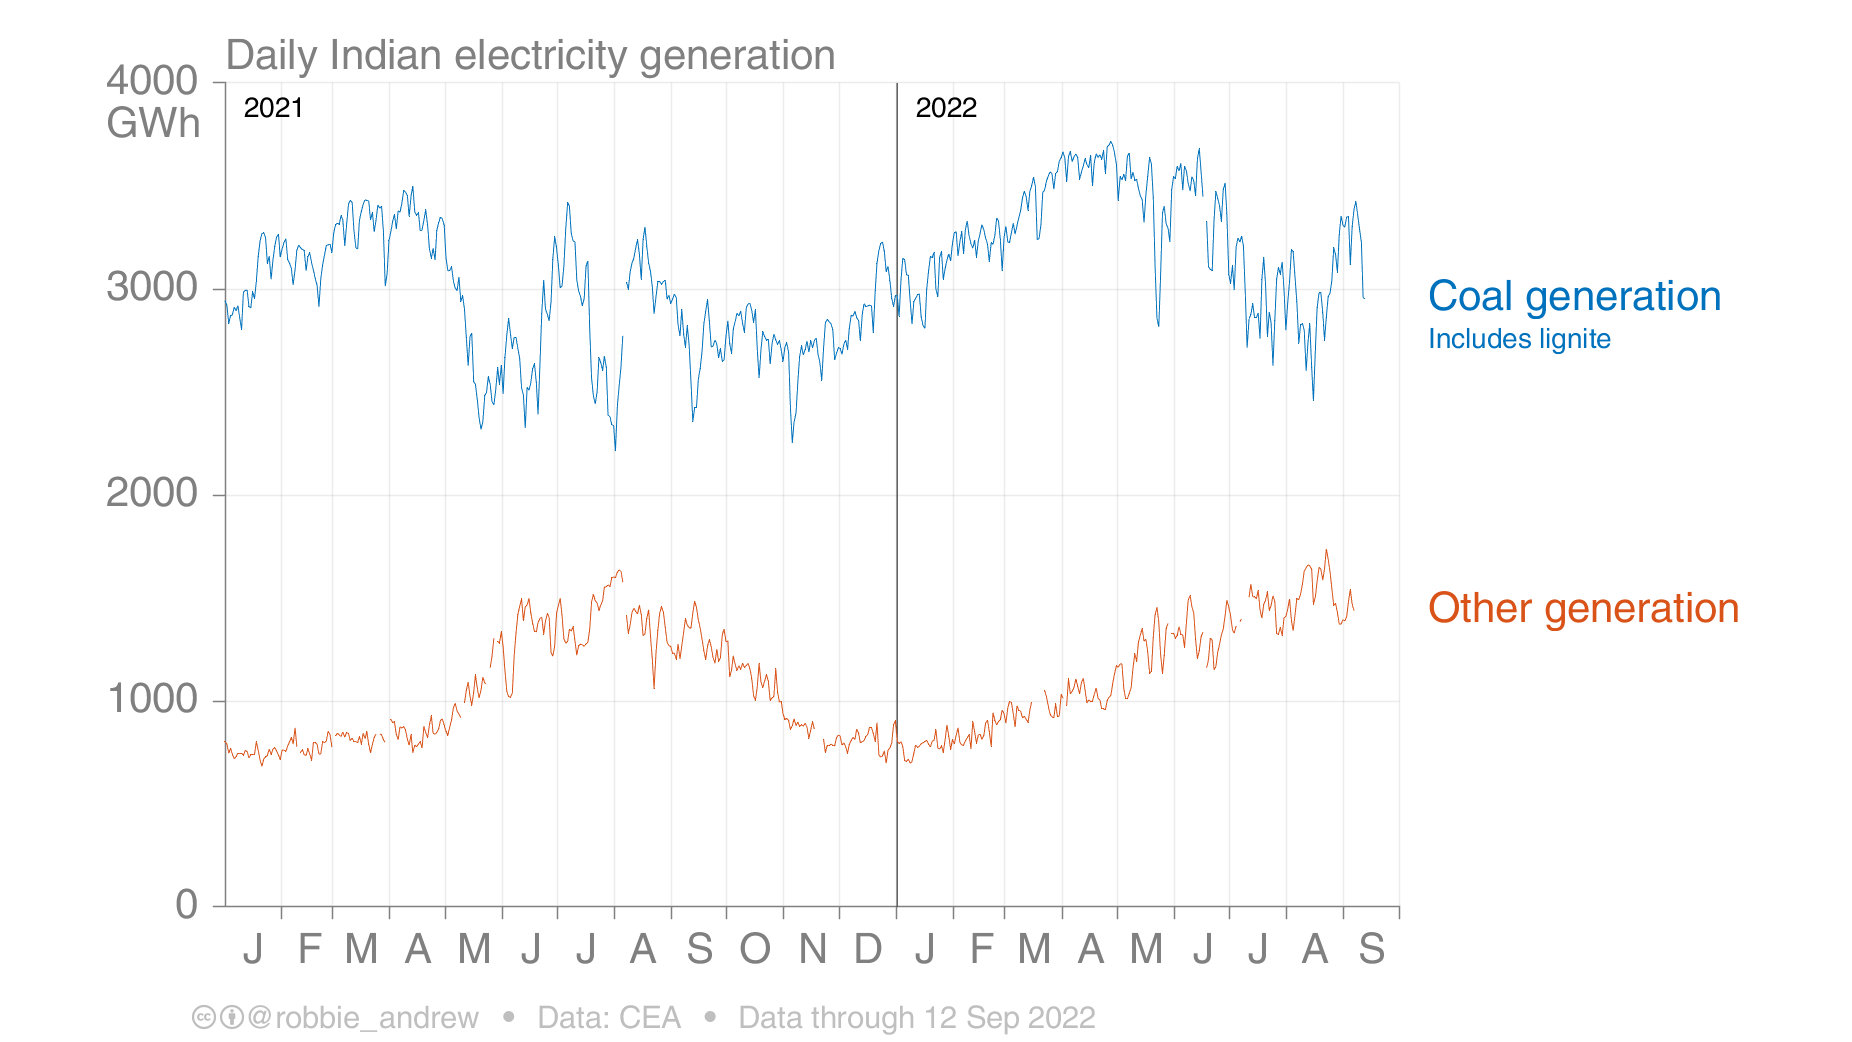 Daily Indian electricity generation
4000
GWh
2021
2022
3000
Coal generation
Includes lignite
2000
Other generation
1000
0
J F M A M J J A S O N D J F M A M J J A S
cc @robbie_andrew • Data: CEA • Data through 12 Sep 2022